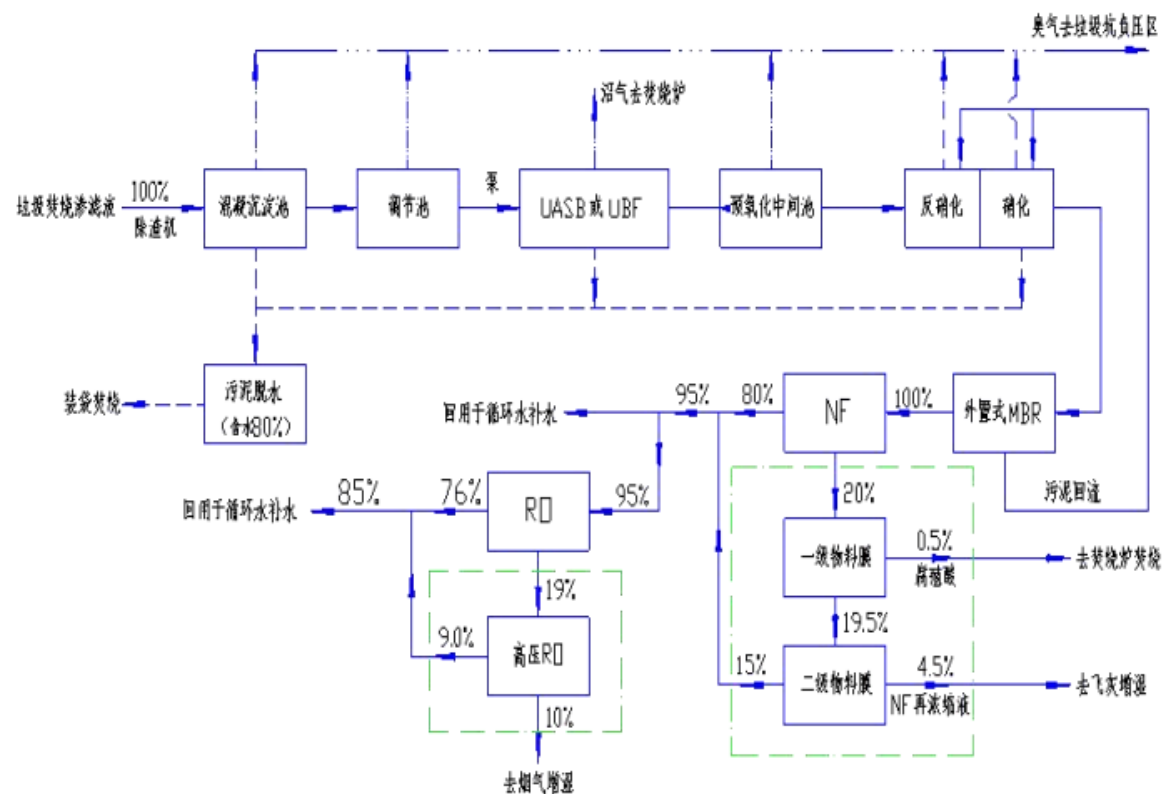 臭气去垃圾坑负压区
沼气去焚烧炉
垃圾焚烧渗滤液
100%
除渣机
混凝沉淀池
调节池
泵
UASB或UBF
预氧化中间池
反硝化
硝化
装袋焚烧
污泥脱水
(含水80%)
回用于循环水补水
95%
80%
NF
100%
外置式MBR
污泥回流
回用于循环水补水
85%
76%
RO
95%
20%
一级物料膜
0.5%
腐殖酸
去焚烧炉焚烧
19%
19.5%
9.0%
高压RO
15%
二级物料膜
4.5%
NF再浓缩液
去飞灰增湿
10%
去烟气增湿